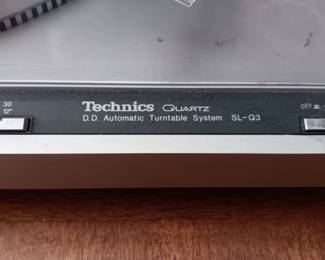 30
12"
Technics QUARTZ
D.D. Automatic Turntable System SL-Q3
off